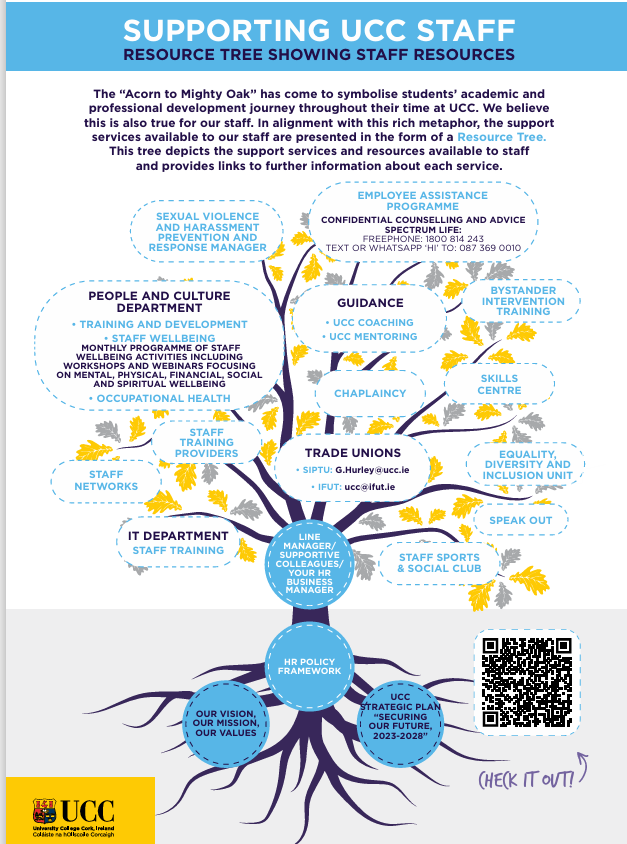 SUPPORTING UCC STAFF
RESOURCE TREE SHOWING STAFF RESOURCES
The “Acorn to Mighty Oak” has come to symbolise students’ academic and
professional development journey throughout their time at UCC. We believe
this is also true for our staff. In alignment with this rich metaphor, the support
services available to our staff are presented in the form of a Resource Tree.
This tree depicts the support services and resources available to staff
and provides links to further information about each service.
SEXUAL VIOLENCE
AND HARASSMENT
PREVENTION AND
RESPONSE MANAGER
EMPLOYEE ASSISTANCE
PROGRAMME
CONFIDENTIAL COUNSELLING AND ADVICE
SPECTRUM LIFE:
FREEPHONE: 1800 814 243
TEXT OR WHATSAPP ‘HI’ TO: 087 369 0010
PEOPLE AND CULTURE
DEPARTMENT
• TRAINING AND DEVELOPMENT
• STAFF WELLBEING
MONTHLY PROGRAMME OF STAFF
WELLBEING ACTIVITIES INCLUDING
WORKSHOPS AND WEBINARS FOCUSING
ON MENTAL, PHYSICAL, FINANCIAL, SOCIAL
AND SPIRITUAL WELLBEING
• OCCUPATIONAL HEALTH
GUIDANCE
• UCC COACHING
• UCC MENTORING
BYSTANDER
INTERVENTION
TRAINING
CHAPLAINCY
SKILLS
CENTRE
STAFF
TRAINING
PROVIDERS
TRADE UNIONS
• SIPTU: G.Hurley@ucc.ie
• IFUT: ucc@ifut.ie
EQUALITY,
DIVERSITY AND
INCLUSION UNIT
STAFF
NETWORKS
SPEAK OUT
IT DEPARTMENT
STAFF TRAINING
LINE
MANAGER/
SUPPORTIVE
COLLEAGUES/
YOUR HR
BUSINESS
MANAGER
STAFF SPORTS
& SOCIAL CLUB
HR POLICY
FRAMEWORK
OUR VISION,
OUR MISSION,
OUR VALUES
UCC
STRATEGIC PLAN
“SECURING
OUR FUTURE,
2023-2028”
CHECK IT OUT!
UCC
University College Cork, Ireland
Coláiste na hOllscoile Corcaigh